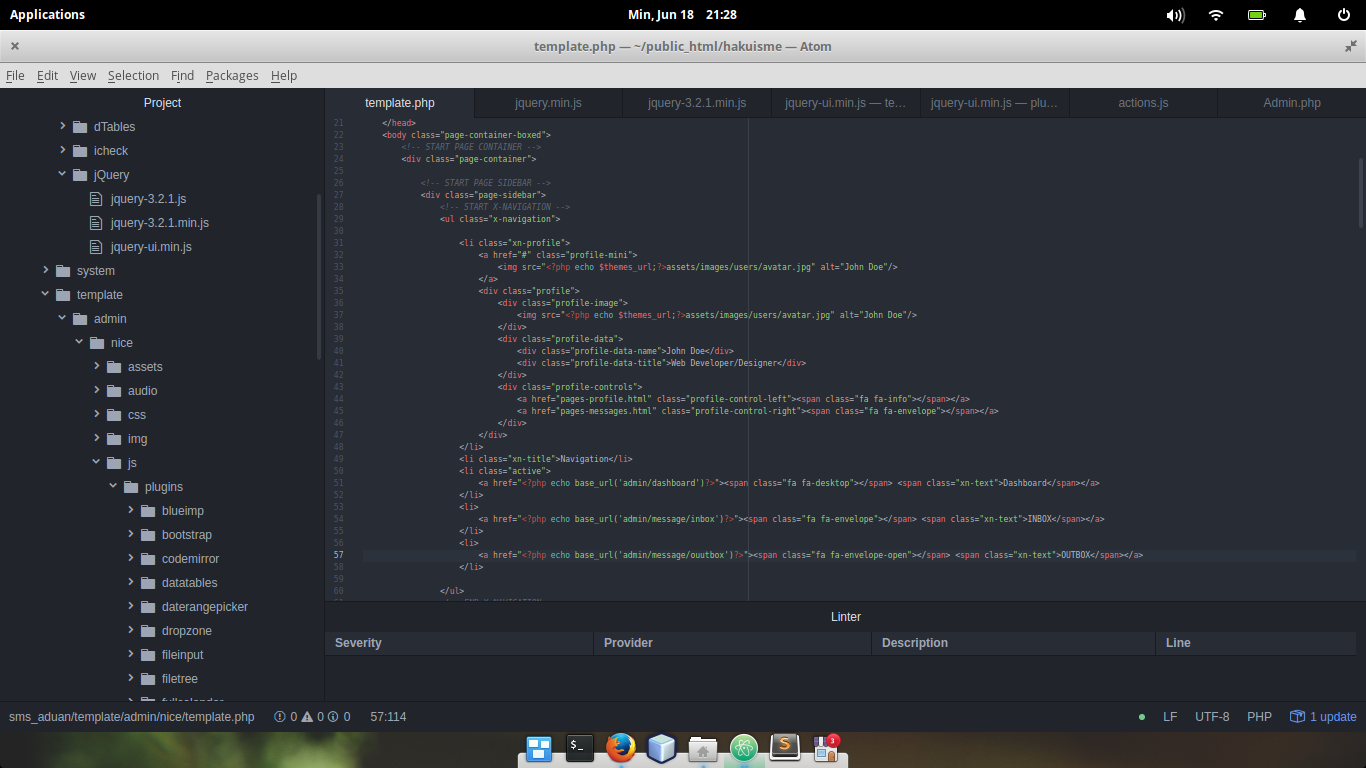 Applications
Min, Jun 18 21:28
template.php — ~/public_html/hakuisme — Atom
File Edit View Selection Find Packages Help
Project
dTables
icheck
jQuery
jquery-3.2.1.js
jquery-3.2.1.min.js
jquery-ui.min.js
system
template
admin
nice
assets
audio
css
img
js
plugins
blueimp
bootstrap
codemirror
datatables
daterangepicker
dropzone
fileinput
filetree
template.php jquery.min.js jquery-3.2.1.min.js jquery-ui.min.js — te... jquery-ui.min.js — plu... actions.js Admin.php
21 </head>
22 <body class="page-container-boxed">
23 <!-- START PAGE CONTAINER -->
24 <div class="page-container">
25
26 <!-- START PAGE SIDEBAR -->
27 <div class="page-sidebar">
28 <!-- START X-NAVIGATION -->
29 <ul class="x-navigation">
30
31 <li class="xn-profile">
32 <a href="#" class="profile-mini">
33 <img src="<?php echo $themes_url;?>assets/images/users/avatar.jpg" alt="John Doe"/>
34 </a>
35 <div class="profile">
36 <div class="profile-image">
37 <img src="<?php echo $themes_url;?>assets/images/users/avatar.jpg" alt="John Doe"/>
38 </div>
39 <div class="profile-data">
40 <div class="profile-data-name">John Doe</div>
41 <div class="profile-data-title">Web Developer/Designer</div>
42 </div>
43 <div class="profile-controls">
44 <a href="pages-profile.html" class="profile-control-left"><span class="fa fa-info"></span></a>
45 <a href="pages-messages.html" class="profile-control-right"><span class="fa fa-envelope"></span></a>
46 </div>
47 </div>
48 </li>
49 <li class="xn-title">Navigation</li>
50 <li class="active">
51 <a href="<?php echo base_url('admin/dashboard')?>"><span class="fa fa-desktop"></span> <span class="xn-text">Dashboard</span></a>
52 </li>
53 <li>
54 <a href="<?php echo base_url('admin/message/inbox')?>"><span class="fa fa-envelope"></span> <span class="xn-text">INBOX</span></a>
55 </li>
56 <li>
57 <a href="<?php echo base_url('admin/message/ouutbox')?>"><span class="fa fa-envelope-open"></span> <span class="xn-text">OUTBOX</span></a>
58 </li>
59
60 </ul>
Linter
Severity Provider Description Line
sms_aduan/template/admin/nice/template.php 0 0 0 57:114 LF UTF-8 PHP 1 update
3